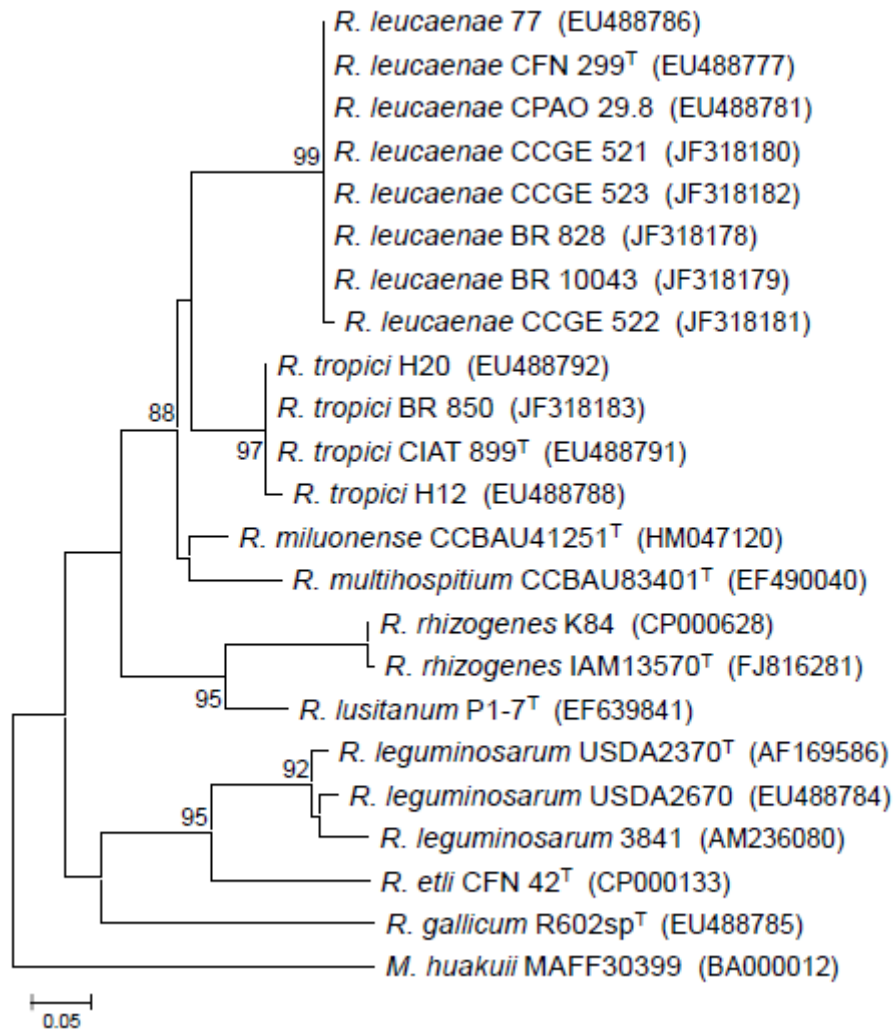 R. leucaenae 77 (EU488786)
R. leucaenae CFN 299ᵀ (EU488777)
R. leucaenae CPAO 29.8 (EU488781)
R. leucaenae CCGE 521 (JF318180)
99
R. leucaenae CCGE 523 (JF318182)
R. leucaenae BR 828 (JF318178)
R. leucaenae BR 10043 (JF318179)
R. leucaenae CCGE 522 (JF318181)
R. tropici H20 (EU488792)
R. tropici BR 850 (JF318183)
88
97
R. tropici CIAT 899ᵀ (EU488791)
R. tropici H12 (EU488788)
R. miluonense CCBAU41251ᵀ (HM047120)
R. multihospitium CCBAU83401ᵀ (EF490040)
R. rhizogenes K84 (CP000628)
R. rhizogenes IAM13570ᵀ (FJ816281)
95
R. lusitanum P1-7ᵀ (EF639841)
R. leguminosarum USDA2370ᵀ (AF169586)
92
R. leguminosarum USDA2670 (EU488784)
95
R. leguminosarum 3841 (AM236080)
R. etli CFN 42ᵀ (CP000133)
R. gallicum R602spᵀ (EU488785)
M. huakuii MAFF30399 (BA000012)
0.05